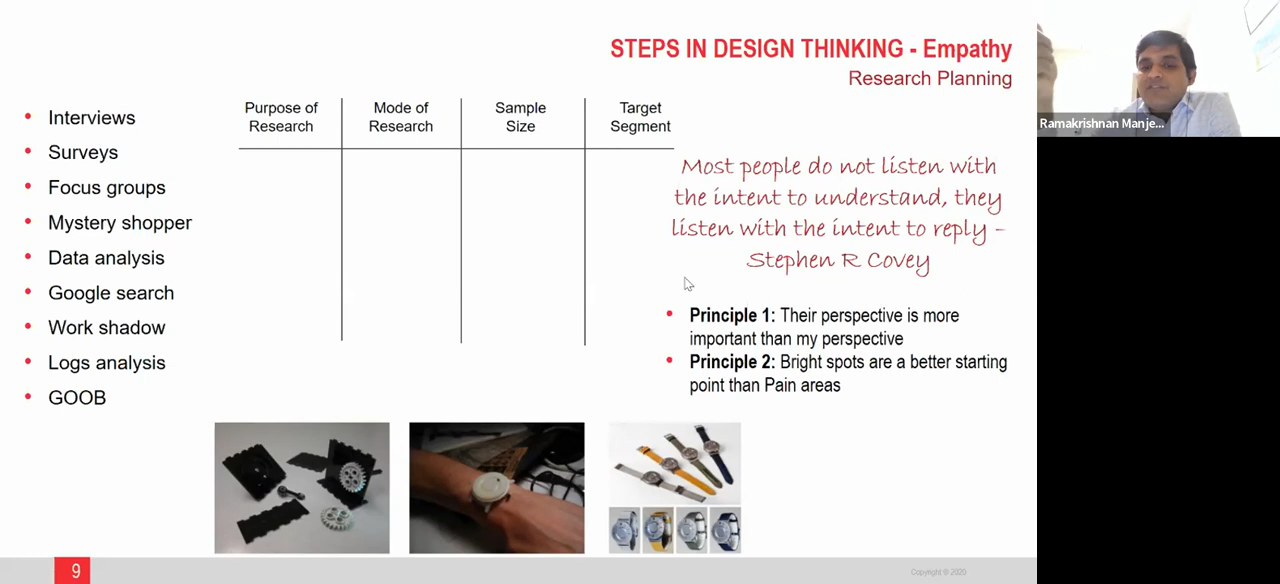 STEPS IN DESIGN THINKING - Empathy
Research Planning
Ramakrishnan Manje...
• Interviews
• Surveys
• Focus groups
• Mystery shopper
• Data analysis
• Google search
• Work shadow
• Logs analysis
• GOOB
Purpose of
Research
Mode of
Research
Sample
Size
Target
Segment
Most people do not listen with
the intent to understand, they
listen with the intent to reply –
Stephen R Covey
• Principle 1: Their perspective is more
important than my perspective
• Principle 2: Bright spots are a better starting
point than Pain areas
9
Copyright © 2020